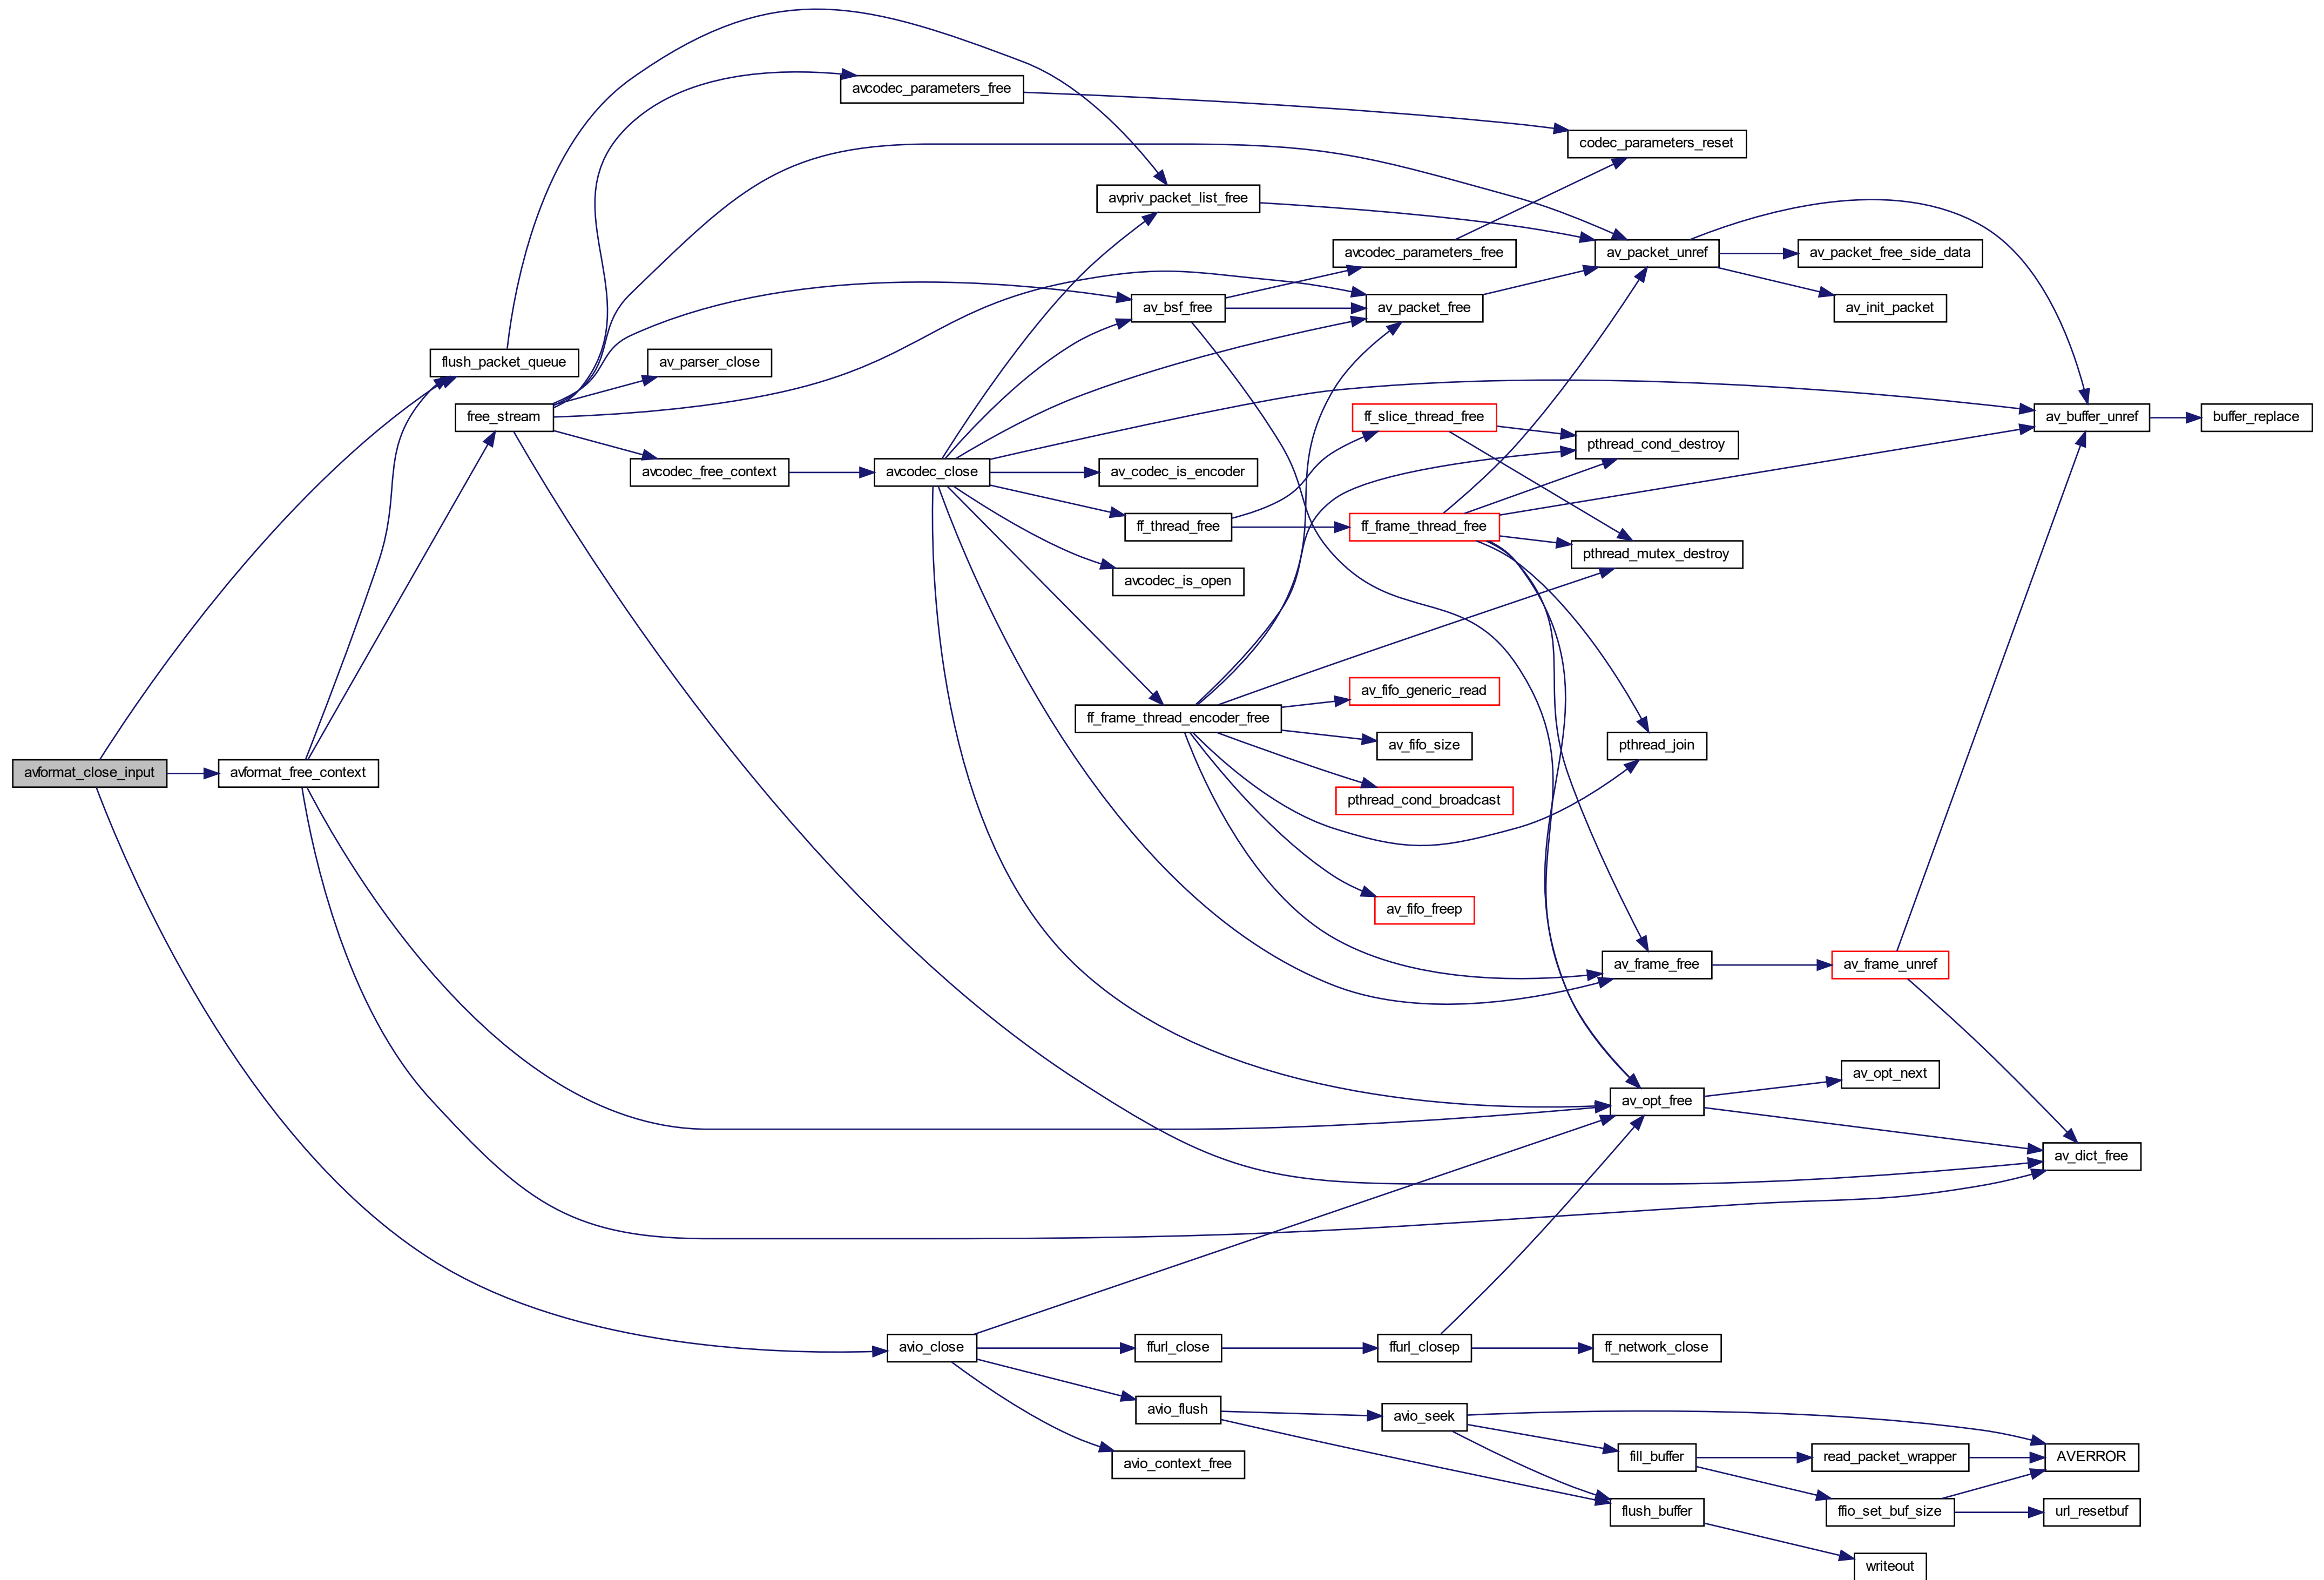 avcodec_parameters_free
codec_parameters_reset
avpriv_packet_list_free
avcodec_parameters_free
av_packet_unref
av_packet_free_side_data
av_bsf_free
av_packet_free
av_init_packet
flush_packet_queue
av_parser_close
free_stream
ff_slice_thread_free
av_buffer_unref
buffer_replace
pthread_cond_destroy
avcodec_free_context
avcodec_close
av_codec_is_encoder
ff_thread_free
ff_frame_thread_free
pthread_mutex_destroy
avcodec_is_open
av_fifo_generic_read
ff_frame_thread_encoder_free
av_fifo_size
pthread_join
avformat_close_input
avformat_free_context
pthread_cond_broadcast
av_fifo_freep
av_frame_free
av_frame_unref
av_opt_next
av_opt_free
av_dict_free
avio_close
ffurl_close
ffurl_closep
ff_network_close
avio_flush
avio_seek
avio_context_free
fill_buffer
read_packet_wrapper
AVERROR
flush_buffer
ffio_set_buf_size
url_resetbuf
writeout